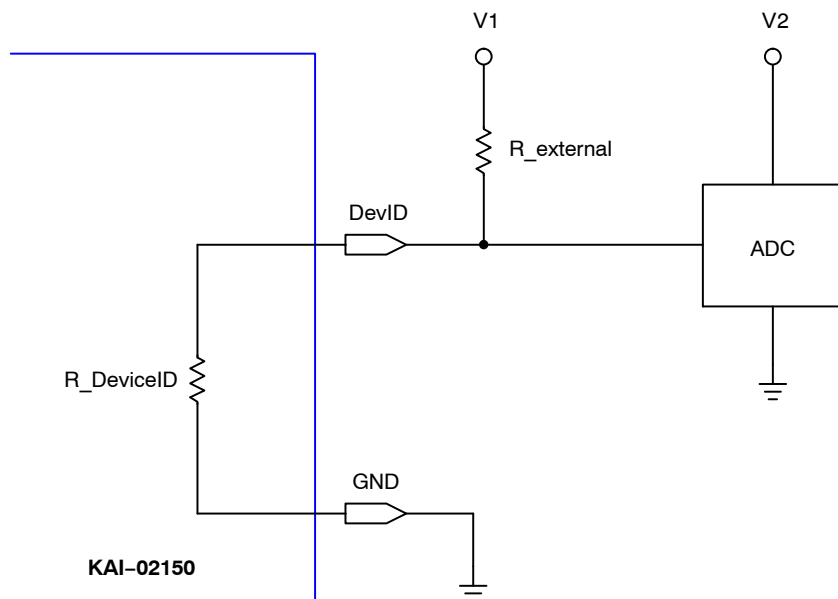 V1
V2
R_external
DevID
ADC
R_DeviceID
GND
KAI−02150